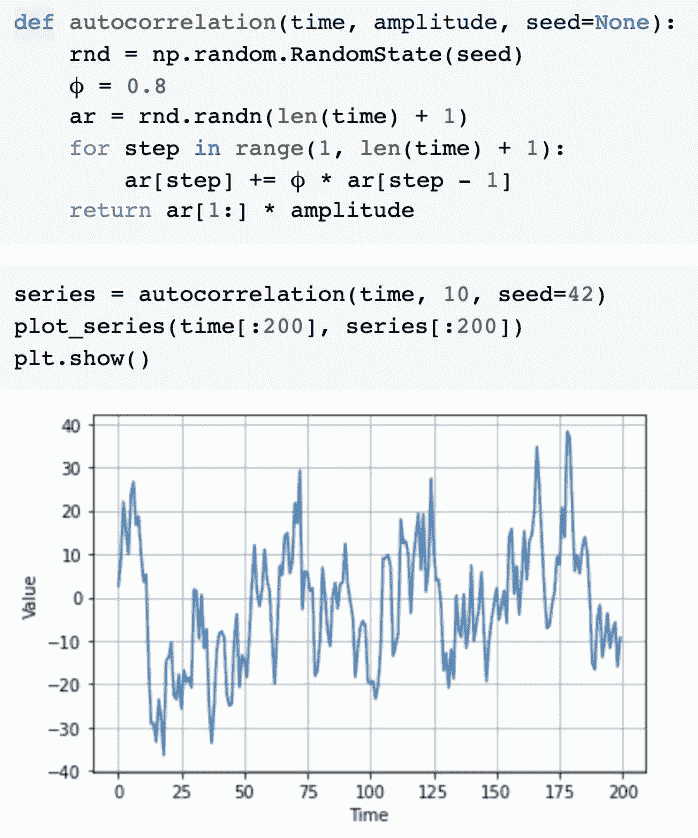 def autocorrelation(time, amplitude, seed=None):
    rnd = np.random.RandomState(seed)
    φ = 0.8
    ar = rnd.randn(len(time) + 1)
    for step in range(1, len(time) + 1):
        ar[step] += φ * ar[step - 1]
    return ar[1:] * amplitude
series = autocorrelation(time, 10, seed=42)
plot_series(time[:200], series[:200])
plt.show()
40
30
20
10
0
−10
−20
−30
−40
Value
0 25 50 75 100 125 150 175 200
Time